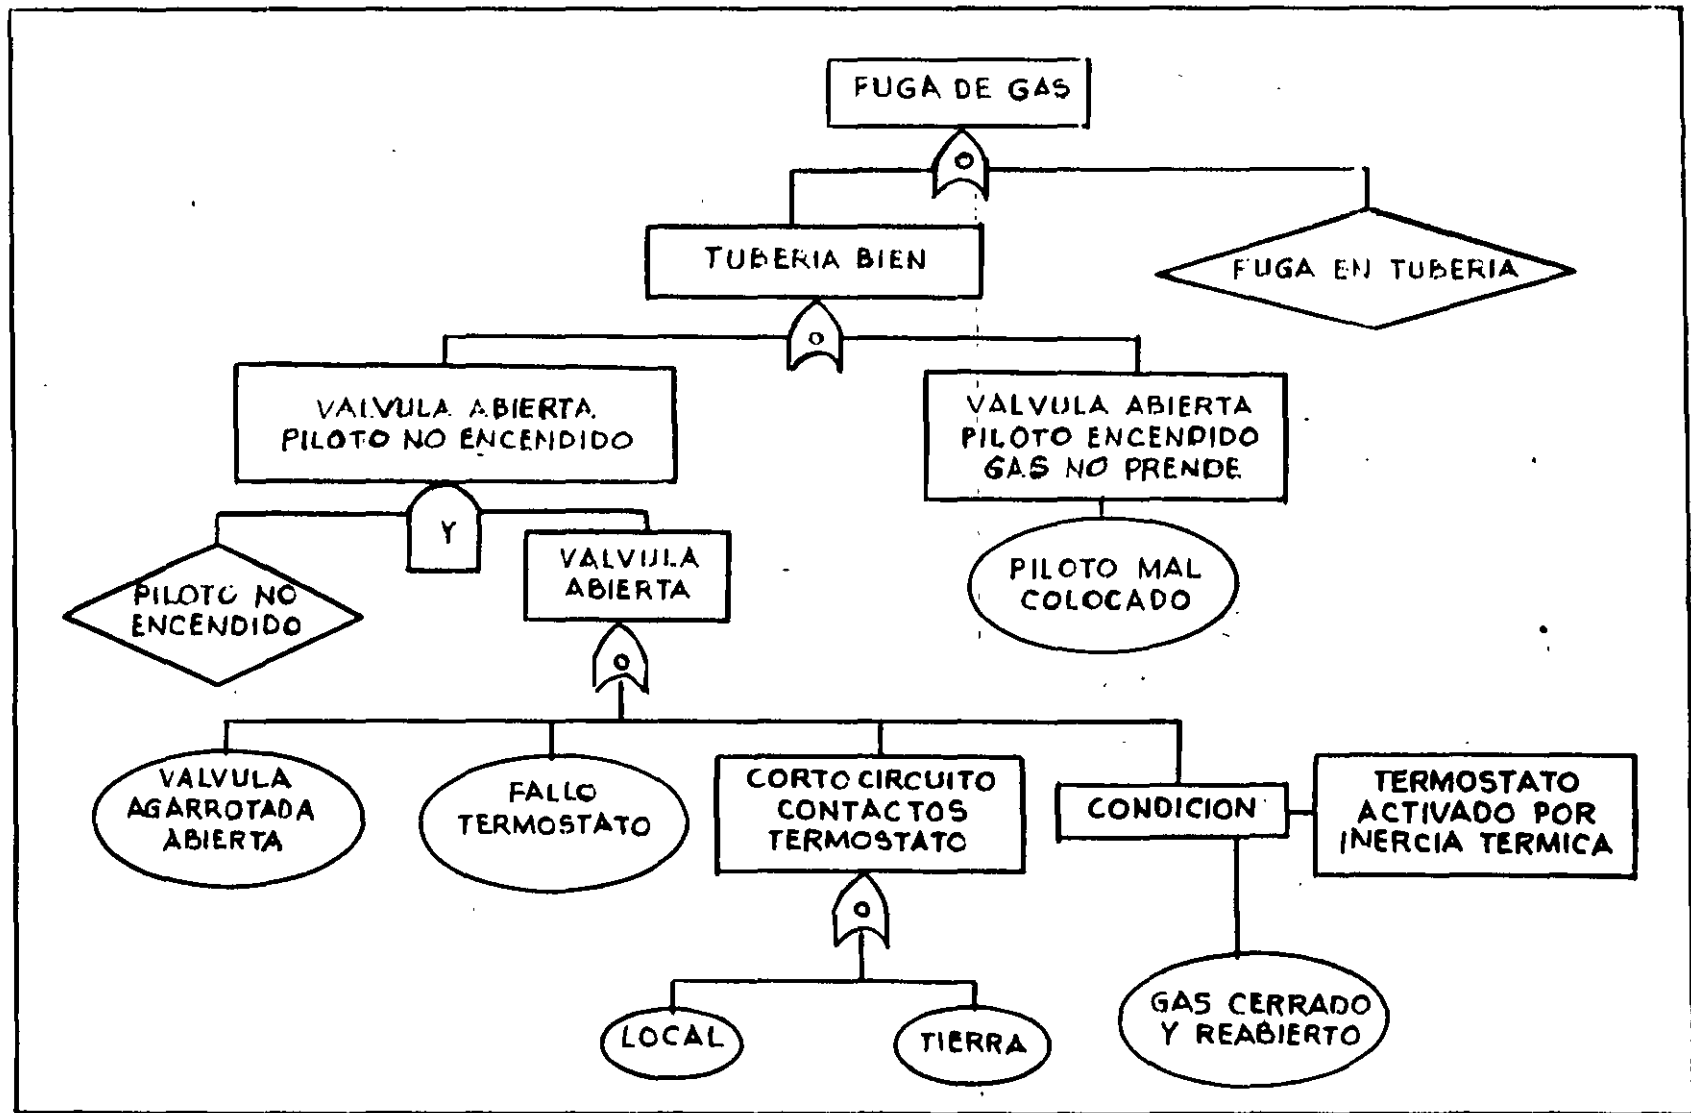 FUGA DE GAS
O
TUBERIA BIEN
FUGA EN TUBERIA
O
VALVULA ABIERTA
PILOTO NO ENCENDIDO
VALVULA ABIERTA
PILOTO ENCENDIDO
GAS NO PRENDE
Y
PILOTO NO
ENCENDIDO
VALVULA
ABIERTA
PILOTO MAL
COLOCADO
O
VALVULA
AGARROTADA
ABIERTA
FALLO
TERMOSTATO
CORTO CIRCUITO
CONTACTOS
TERMOSTATO
CONDICION
TERMOSTATO
ACTIVADO POR
INERCIA TERMICA
O
LOCAL
TIERRA
GAS CERRADO
Y REABIERTO